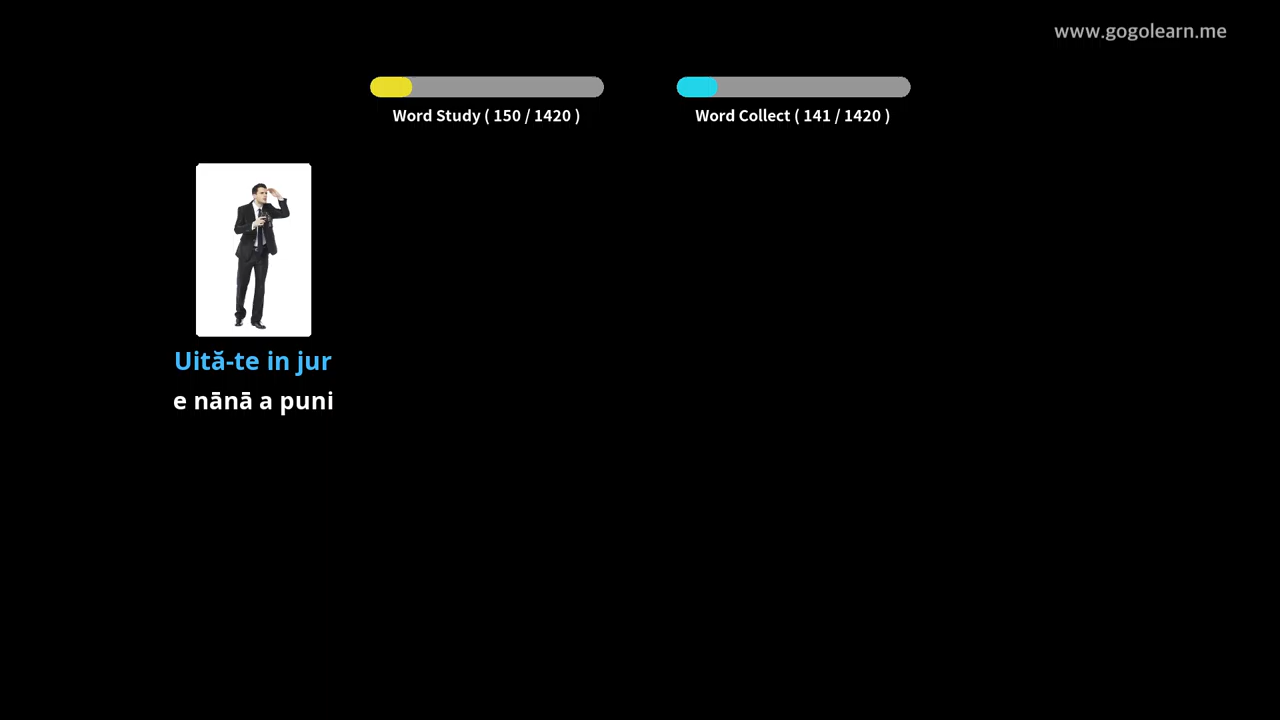 www.gogolearn.me
Word Study ( 150 / 1420 )
Word Collect ( 141 / 1420 )
Uită-te in jur
e nānā a puni